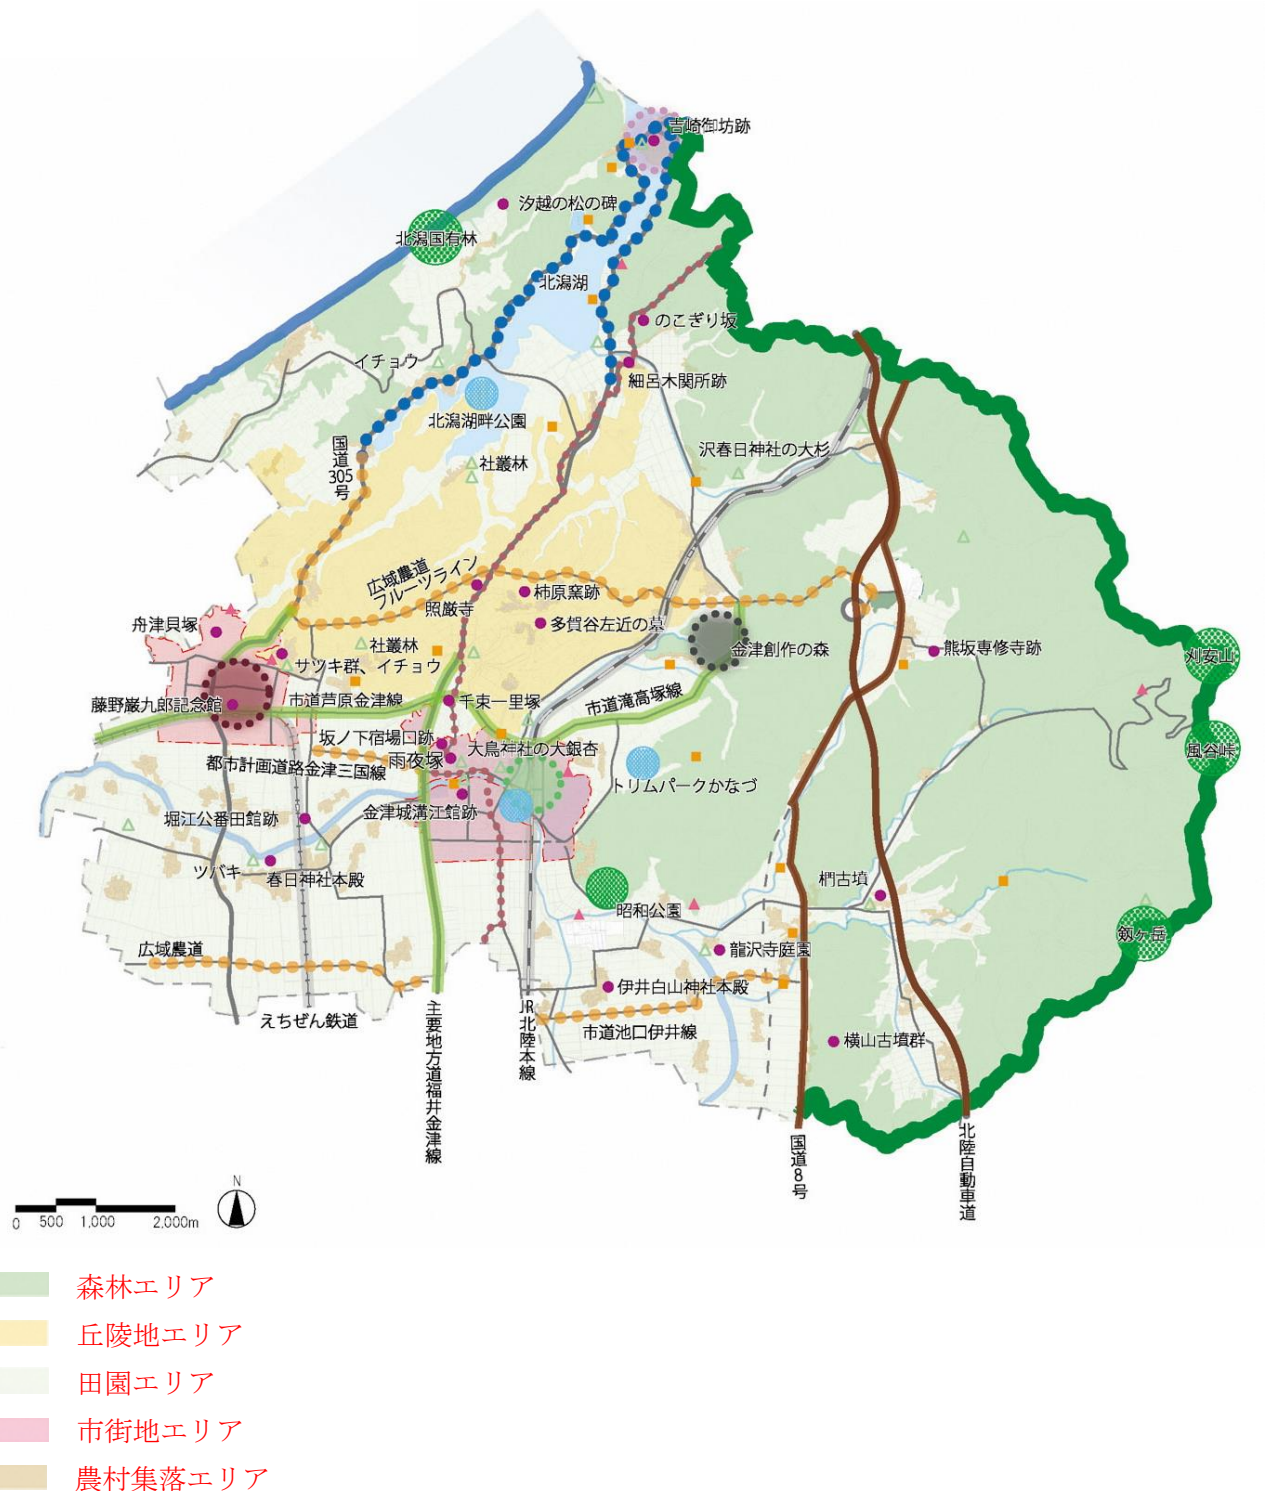 吉崎御坊跡
汐越の松の碑
北潟国有林
北潟湖
のこぎり坂
イチョウ
細呂木関所跡
北潟湖畔公園
国道305号
沢春日神社の大杉
社叢林
広域農道
フルーツライン
柿原窯跡
照厳寺
舟津貝塚
多賀谷左近の墓
社叢林
金津創作の森
熊坂専修寺跡
刈安山
サツキ群、イチョウ
藤野巌九郎記念館
市道芦原金津線
千束一里塚
市道滝高塚線
坂ノ下宿場口跡
大鳥神社の大銀杏
風谷峠
雨夜塚
都市計画道路金津三国線
トリムパークかなづ
堀江公番田館跡
金津城溝江館跡
ツバキ
春日神社本殿
椚古墳
昭和公園
剱ヶ岳
広域農道
龍沢寺庭園
伊井白山神社本殿
えちぜん鉄道
主要地方道福井金津線
JR北陸本線
市道池口伊井線
横山古墳群
国道8号
北陸自動車道
N
0 500 1,000 2,000m
森林エリア
丘陵地エリア
田園エリア
市街地エリア
農村集落エリア